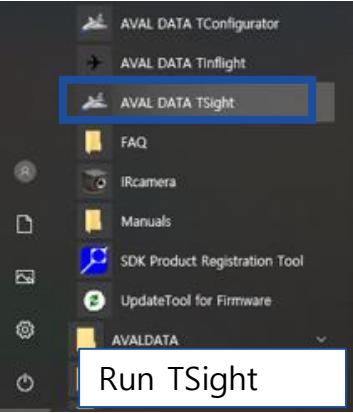 AVAL DATA TConfigurator
AVAL DATA TInflight
AVAL DATA TSight
FAQ
IRcamera
Manuals
SDK Product Registration Tool
UpdateTool for Firmware
AVALDATA
Run TSight